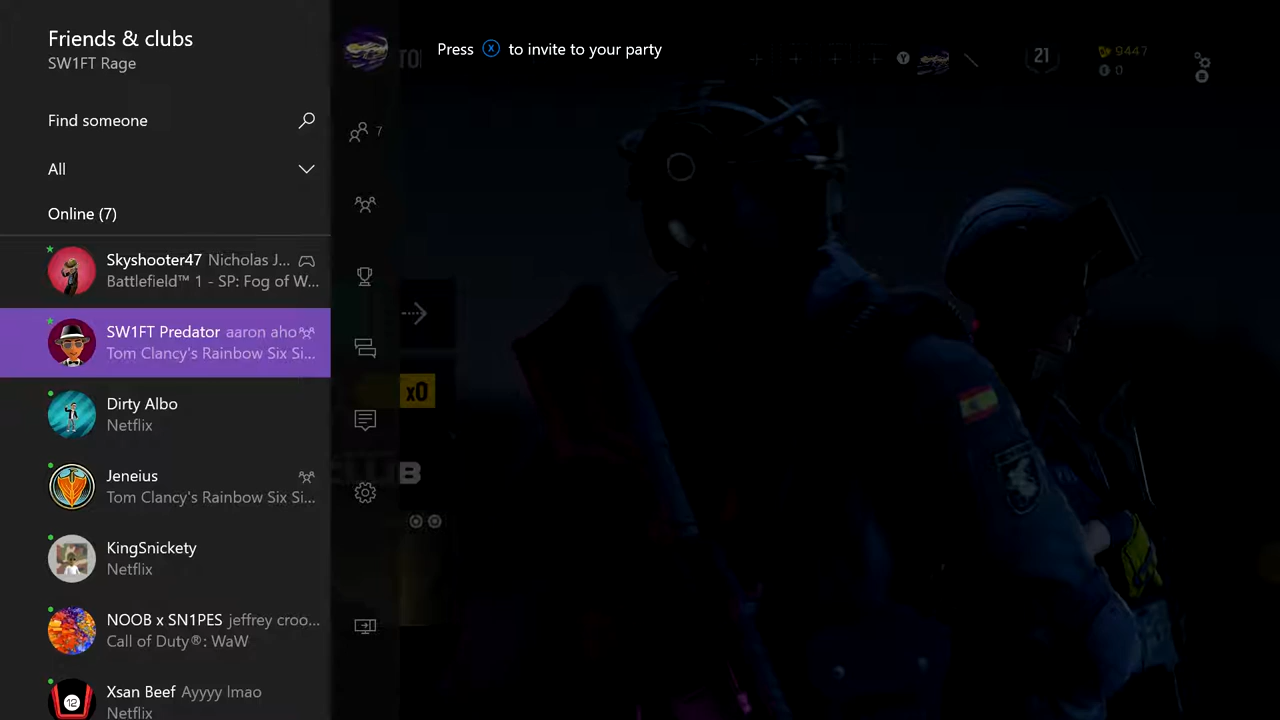 Friends & clubs
SW1FT Rage
Find someone
All
Online (7)
Skyshooter47 Nicholas J...
Battlefield™ 1 - SP: Fog of W...
SW1FT Predator aaron aho
Tom Clancy's Rainbow Six Si...
Dirty Albo
Netflix
Jeneius
Tom Clancy's Rainbow Six Si...
KingSnickety
Netflix
NOOB x SN1PES jeffrey croo...
Call of Duty®: WaW
12
Xsan Beef Ayyyy lmao
Netflix
7
Press X to invite to your party
Y
21
9447
0
x0